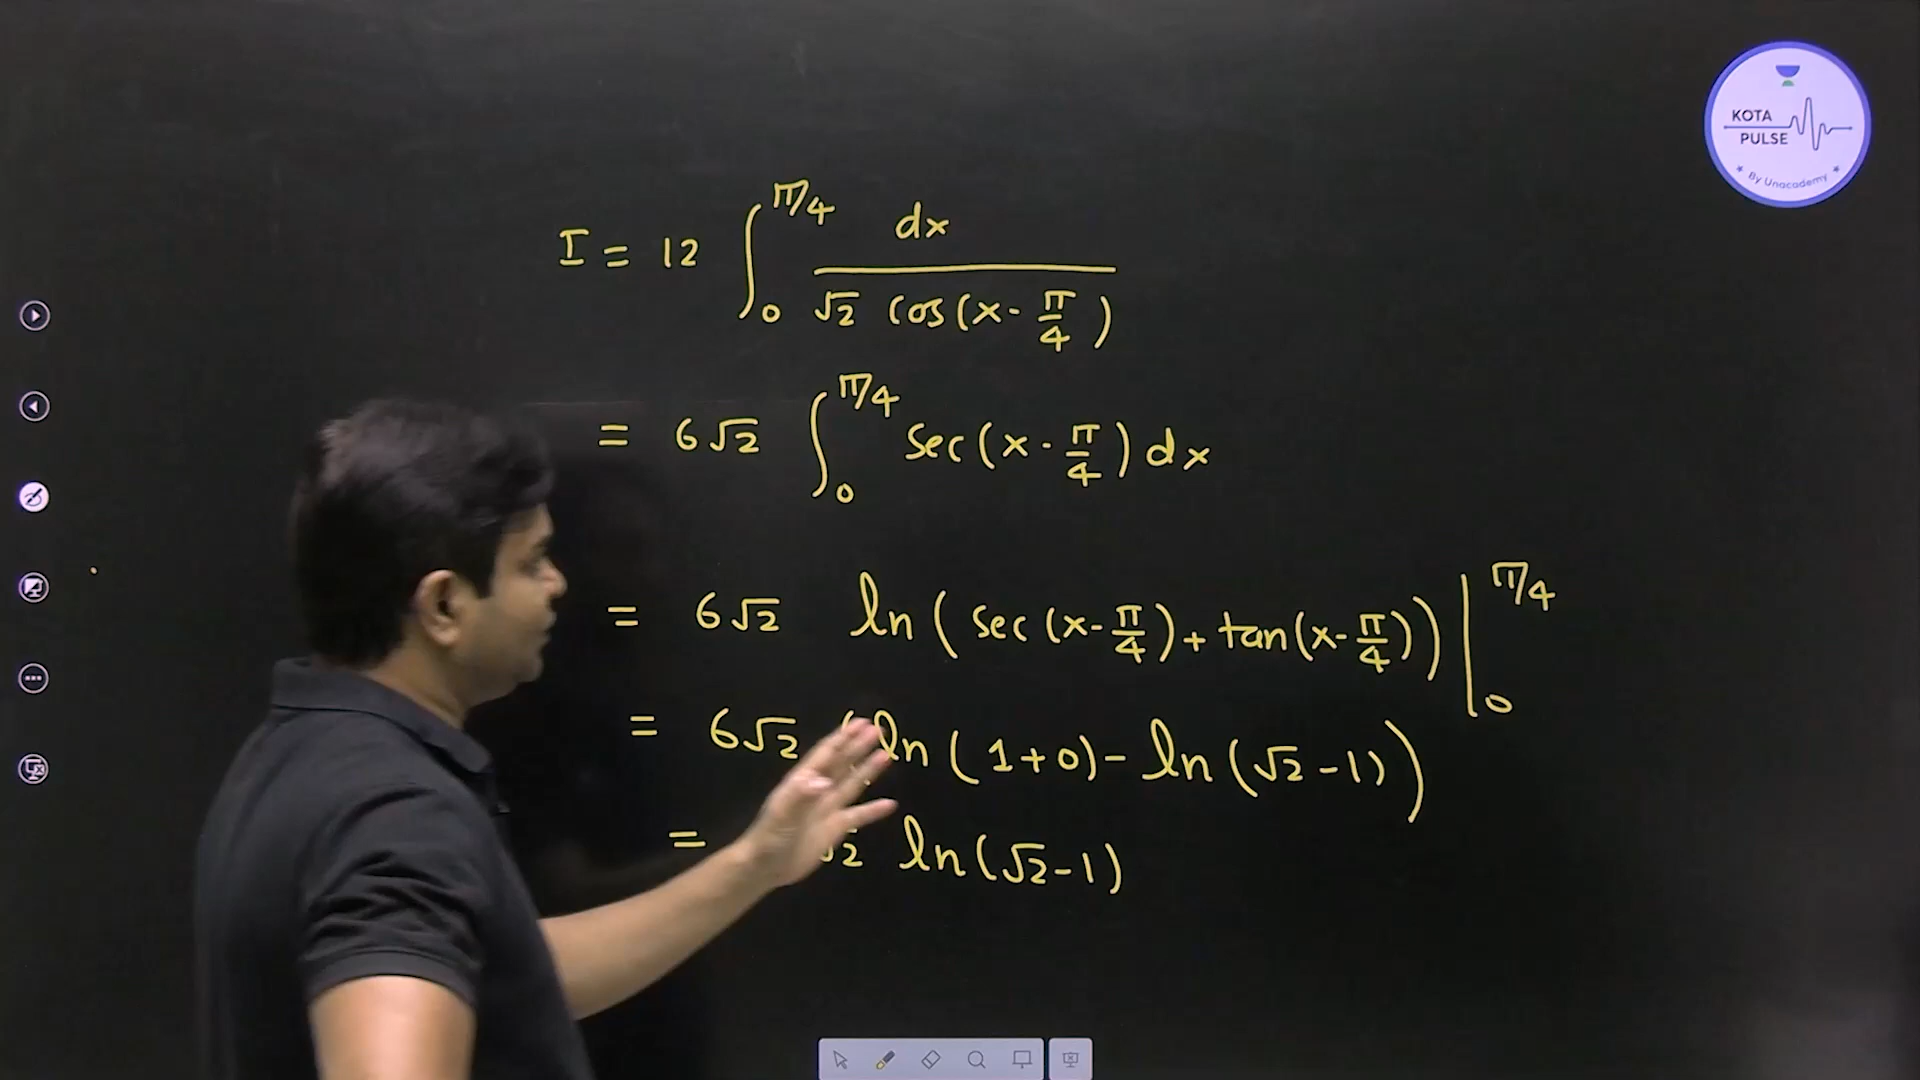 KOTA
PULSE
* By Unacademy *
I = 12 ∫₀^{π/4} dx / (√2 cos(x - π/4))
= 6√2 ∫₀^{π/4} sec(x - π/4) dx
= 6√2 ln(sec(x - π/4) + tan(x - π/4)) |₀^{π/4}
= 6√2 (ln(1+0) - ln(√2 - 1))
= √2 ln(√2 - 1)